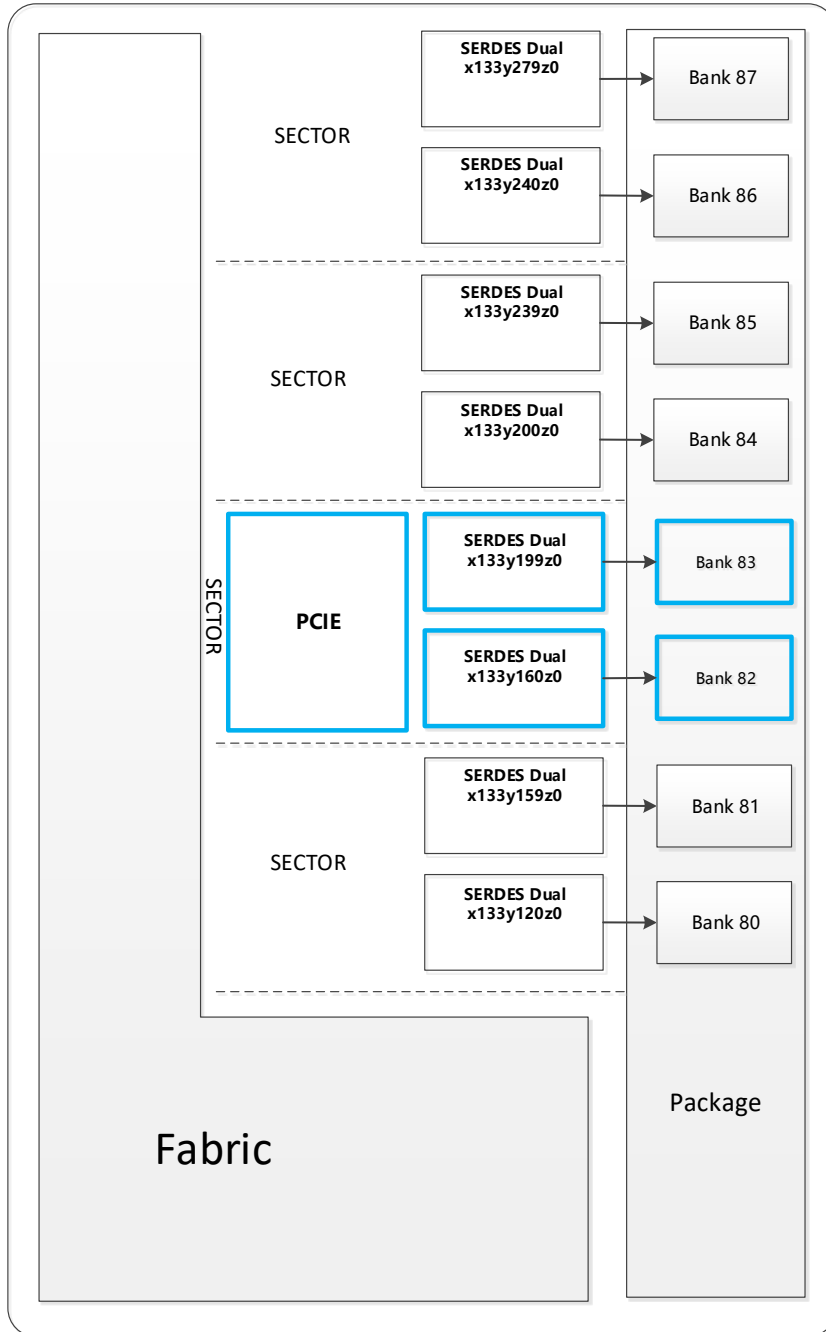 SERDES Dual
x133y279z0
Bank 87
SECTOR
SERDES Dual
x133y240z0
Bank 86
SERDES Dual
x133y239z0
Bank 85
SECTOR
SERDES Dual
x133y200z0
Bank 84
SECTOR
PCIE
SERDES Dual
x133y199z0
Bank 83
SERDES Dual
x133y160z0
Bank 82
SERDES Dual
x133y159z0
Bank 81
SECTOR
SERDES Dual
x133y120z0
Bank 80
Package
Fabric